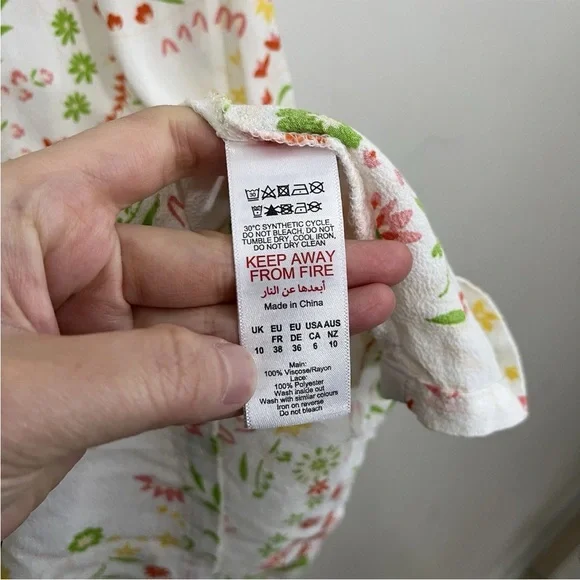 30
30°C SYNTHETIC CYCLE,
DO NOT BLEACH, DO NOT
TUMBLE DRY, COOL IRON,
DO NOT DRY CLEAN
KEEP AWAY
FROM FIRE
أبعدها عن النار
Made in China
UK EU EU USA AUS
FR DE CA NZ
10 38 36 6 10
Main:
100% Viscose/Rayon
Lace:
100% Polyester
Wash inside out
Wash with similar colours
Iron on reverse
Do not bleach